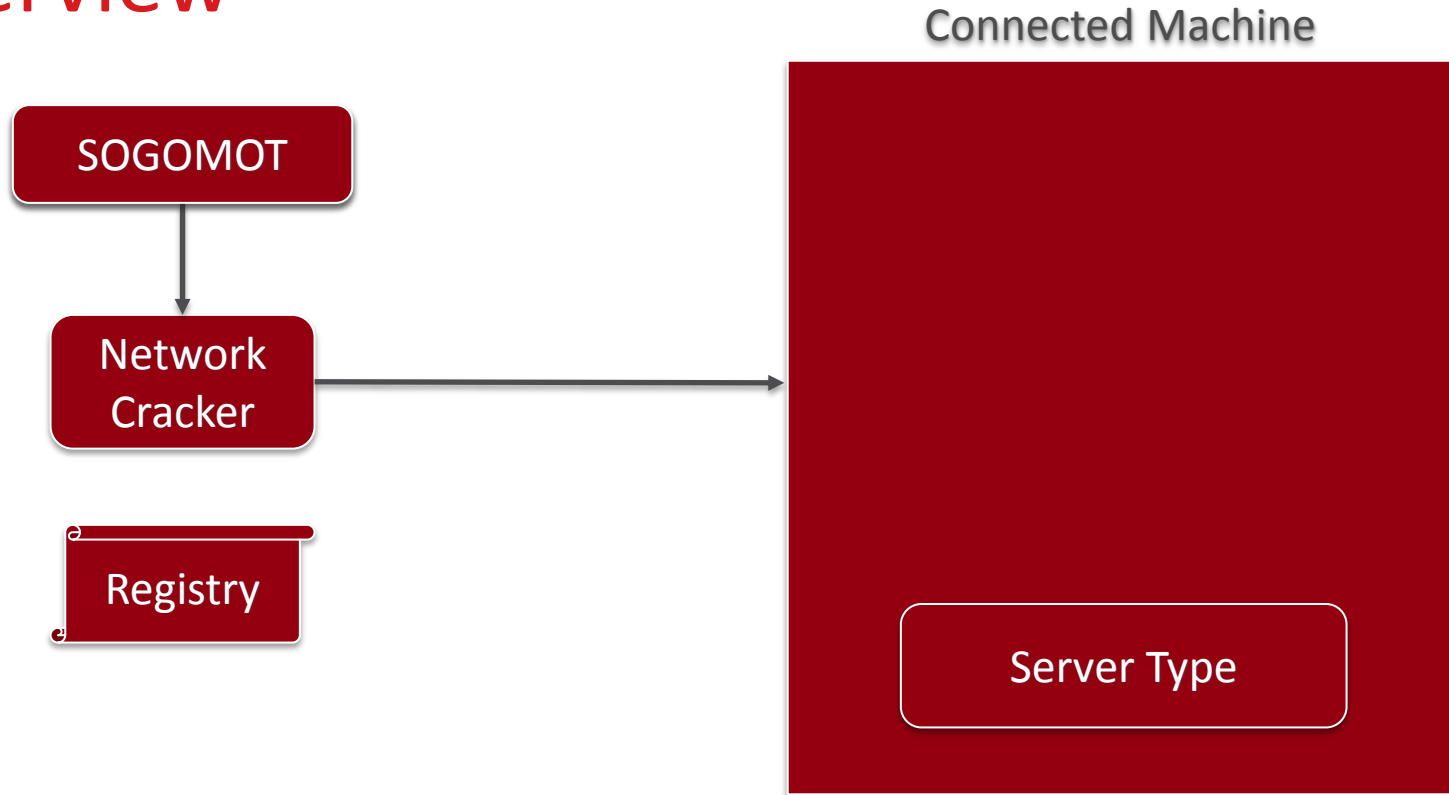 Connected Machine
SOGOMOT
Network
Cracker
Registry
Server Type